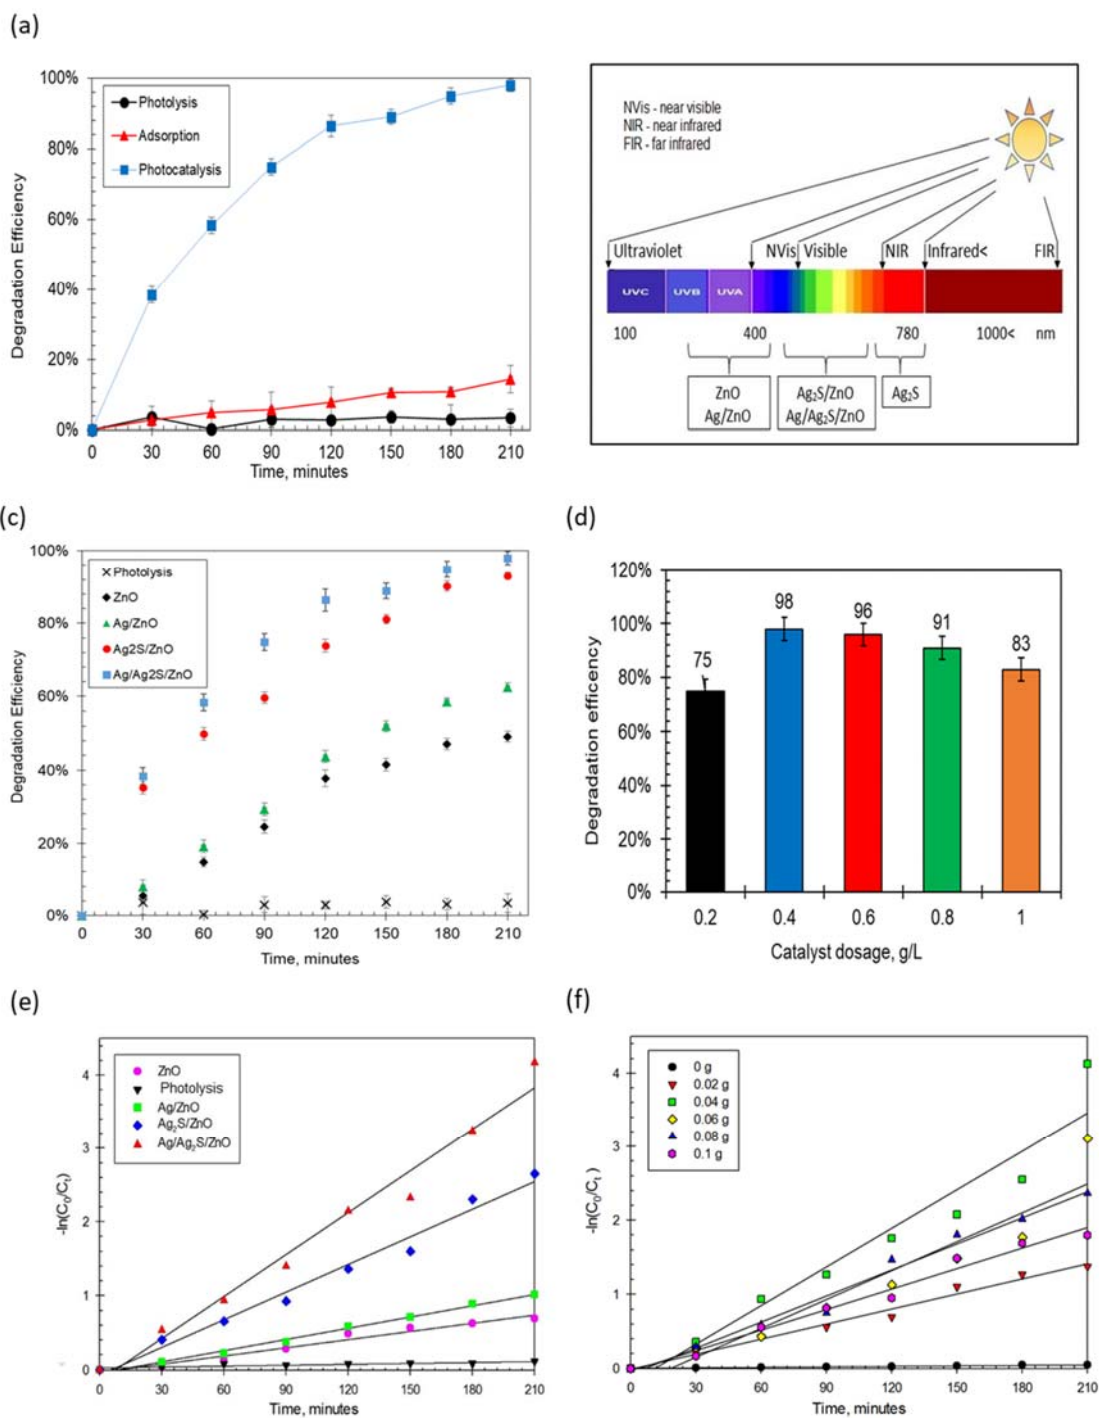 (a)
100%
80%
60%
40%
20%
0%
Degradation Efficiency
Photolysis
Adsorption
Photocatalysis
0 30 60 90 120 150 180 210
Time, minutes
NVis - near visible
NIR - near infrared
FIR - far infrared
Ultraviolet NVis Visible NIR Infrared< FIR
UVC UVB UVA
100 400 780 1000< nm
ZnO
Ag/ZnO
Ag₂S/ZnO
Ag/Ag₂S/ZnO
Ag₂S
(c)
100%
80%
60%
40%
20%
0%
Degradation Efficiency
Photolysis
ZnO
Ag/ZnO
Ag2S/ZnO
Ag/Ag2S/ZnO
0 30 60 90 120 150 180 210
Time, minutes
(d)
120%
100%
80%
60%
40%
20%
0%
Degradation efficency
75 98 96 91 83
0.2 0.4 0.6 0.8 1
Catalyst dosage, g/L
(e)
4
3
2
1
0
-ln(C₀/Cₜ)
ZnO
Photolysis
Ag/ZnO
Ag₂S/ZnO
Ag/Ag₂S/ZnO
0 30 60 90 120 150 180 210
Time, minutes
(f)
4
3
2
1
0
-ln(C₀/Cₜ)
0 g
0.02 g
0.04 g
0.06 g
0.08 g
0.1 g
0 30 60 90 120 150 180 210
Time, minutes